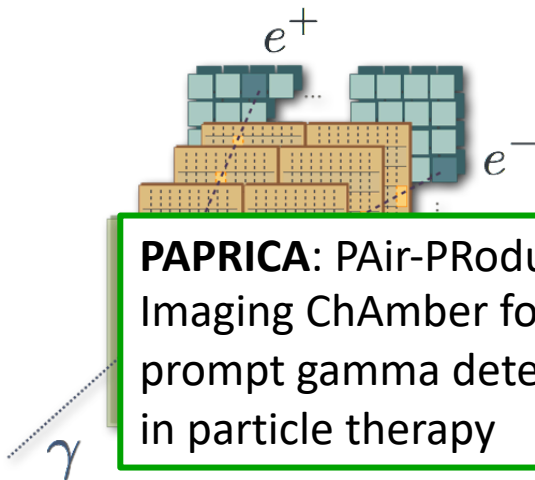 e+
e−
PAPRICA: PAir-PRodu
Imaging ChAmber fo
prompt gamma dete
in particle therapy
γ